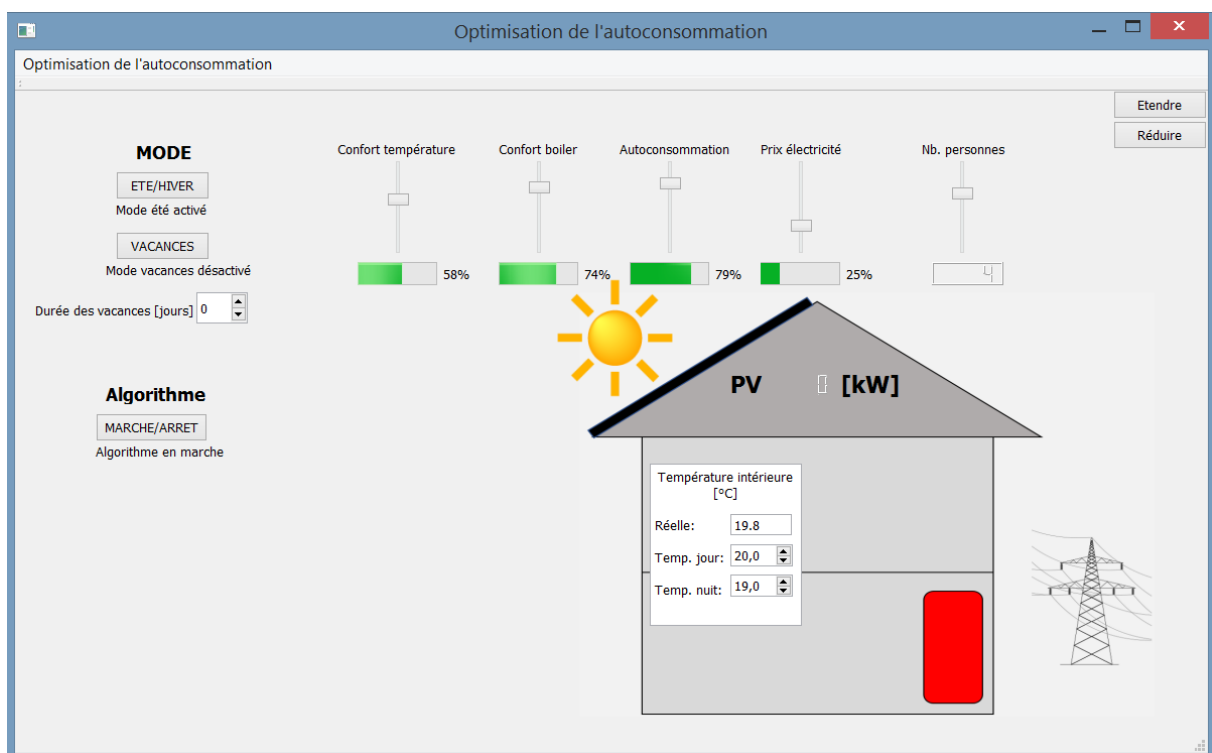 Optimisation de l'autoconsommation
Optimisation de l'autoconsommation
Etendre
Réduire
MODE
ETE/HIVER
Mode été activé
VACANCES
Mode vacances désactivé
Durée des vacances [jours] 0
Confort température
Confort boiler
Autoconsommation
Prix électricité
Nb. personnes
58%
74%
79%
25%
4
Algorithme
MARCHE/ARRET
Algorithme en marche
PV 0 [kW]
Température intérieure
[°C]
Réelle: 19.8
Temp. jour: 20,0
Temp. nuit: 19,0